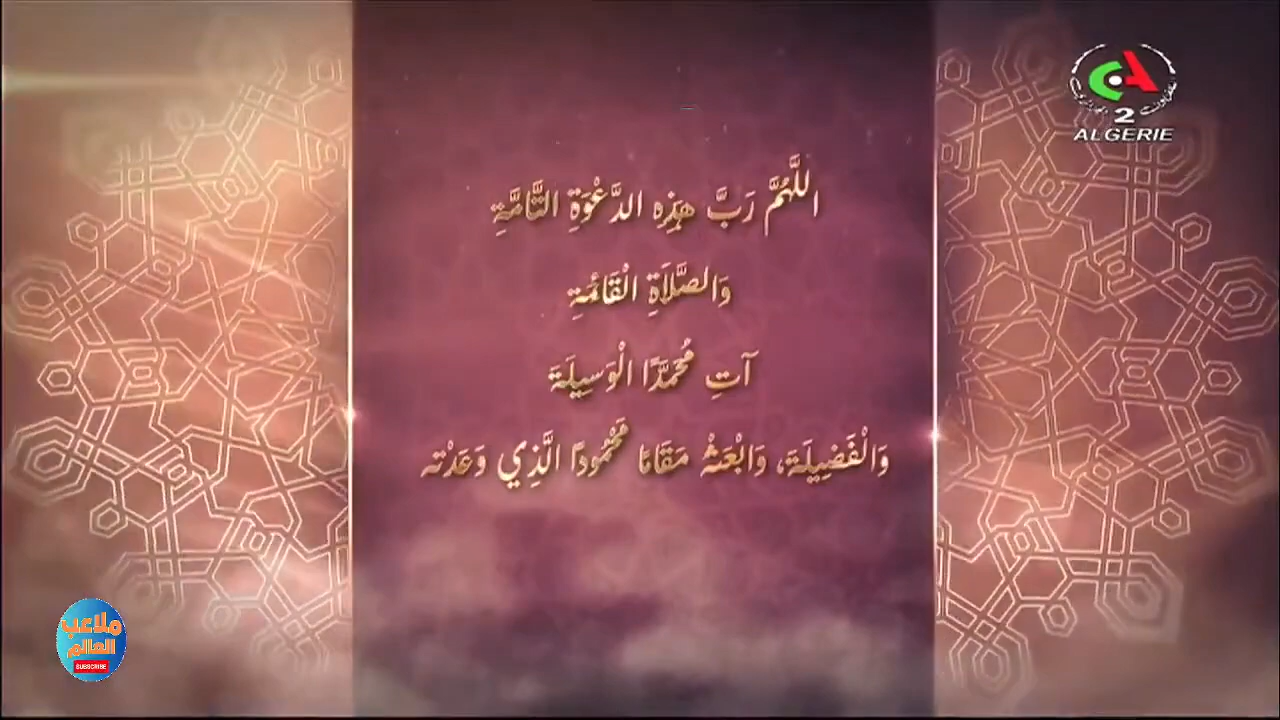 2
ALGERIE
اللَّهُمَّ رَبَّ هَذِهِ الدَّعْوَةِ التَّامَّةِ
وَالصَّلَاةِ الْقَائِمَةِ
آتِ مُحَمَّدًا الْوَسِيلَةَ
وَالْفَضِيلَةَ، وَابْعَثْهُ مَقَامًا مَحْمُودًا الَّذِي وَعَدْتَه
ملاعب
العالم
SUBSCRIBE